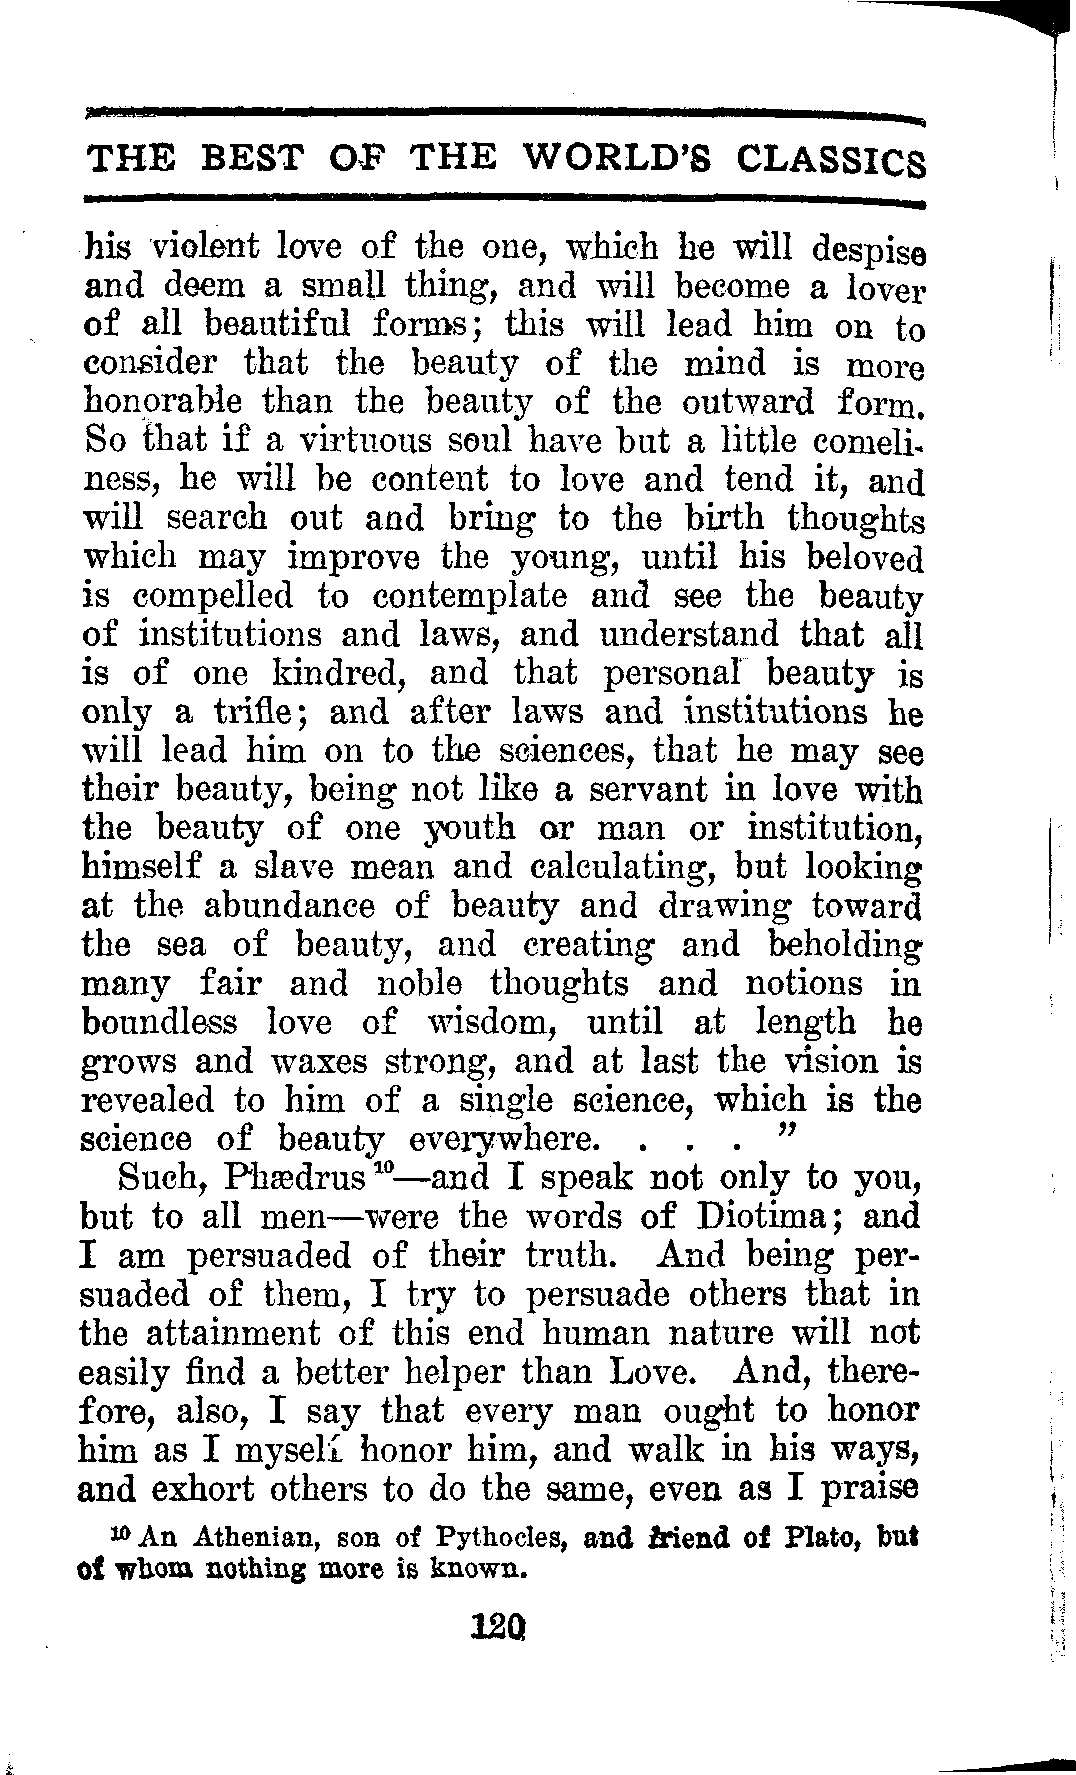 THE BEST OF THE WORLD'S CLASSICS
his violent love of the one, which he will despise
and deem a small thing, and will become a lover
of all beautiful forms; this will lead him on to
consider that the beauty of the mind is more
honorable than the beauty of the outward form.
So that if a virtuous soul have but a little comeli-
ness, he will be content to love and tend it, and
will search out and bring to the birth thoughts
which may improve the young, until his beloved
is compelled to contemplate and see the beauty
of institutions and laws, and understand that all
is of one kindred, and that personal beauty is
only a trifle; and after laws and institutions he
will lead him on to the sciences, that he may see
their beauty, being not like a servant in love with
the beauty of one youth or man or institution,
himself a slave mean and calculating, but looking
at the abundance of beauty and drawing toward
the sea of beauty, and creating and beholding
many fair and noble thoughts and notions in
boundless love of wisdom, until at length he
grows and waxes strong, and at last the vision is
revealed to him of a single science, which is the
science of beauty everywhere. . . . "
Such, Phædrus¹⁰—and I speak not only to you,
but to all men—were the words of Diotima; and
I am persuaded of their truth. And being per-
suaded of them, I try to persuade others that in
the attainment of this end human nature will not
easily find a better helper than Love. And, there-
fore, also, I say that every man ought to honor
him as I myself honor him, and walk in his ways,
and exhort others to do the same, even as I praise
¹⁰ An Athenian, son of Pythocles, and friend of Plato, but
of whom nothing more is known.
120